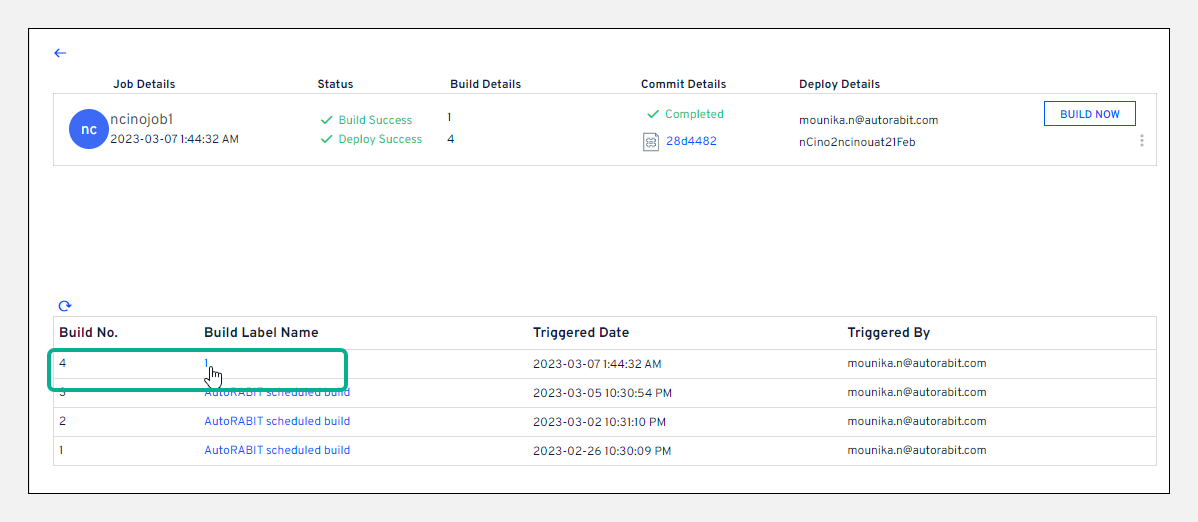 Job Details Status Build Details Commit Details Deploy Details
nc ncinojob1 Build Success 1 Completed mounika.n@autorabit.com BUILD NOW
2023-03-07 1:44:32 AM Deploy Success 4 28d4482 nCino2ncinouat21Feb
Build No. Build Label Name Triggered Date Triggered By
4 1 2023-03-07 1:44:32 AM mounika.n@autorabit.com
3 AutoRABIT scheduled build 2023-03-05 10:30:54 PM mounika.n@autorabit.com
2 AutoRABIT scheduled build 2023-03-02 10:31:10 PM mounika.n@autorabit.com
1 AutoRABIT scheduled build 2023-02-26 10:30:09 PM mounika.n@autorabit.com